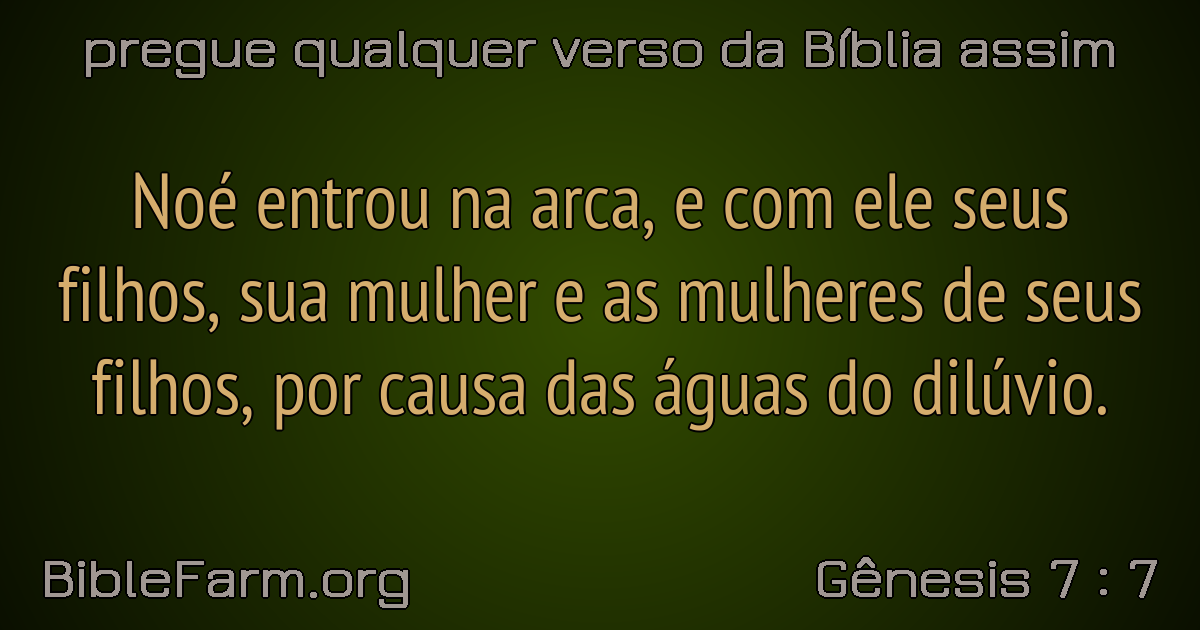 pregue qualquer verso da Bíblia assim
Noé entrou na arca, e com ele seus
filhos, sua mulher e as mulheres de seus
filhos, por causa das águas do dilúvio.
BibleFarm.org
Gênesis 7 : 7